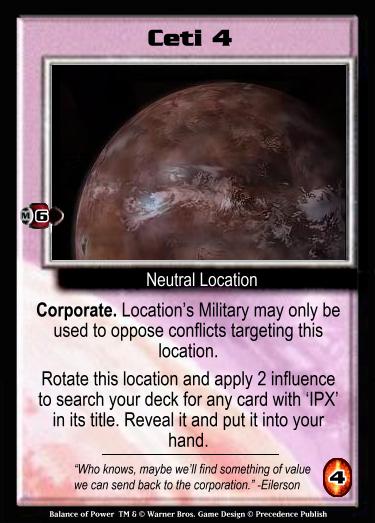 Ceti 4
M 6
Neutral Location
Corporate. Location's Military may only be
used to oppose conflicts targeting this
location.
Rotate this location and apply 2 influence
to search your deck for any card with 'IPX'
in its title. Reveal it and put it into your
hand.
"Who knows, maybe we'll find something of value
we can send back to the corporation." -Eilerson
4
Balance of Power TM & © Warner Bros. Game Design © Precedence Publish